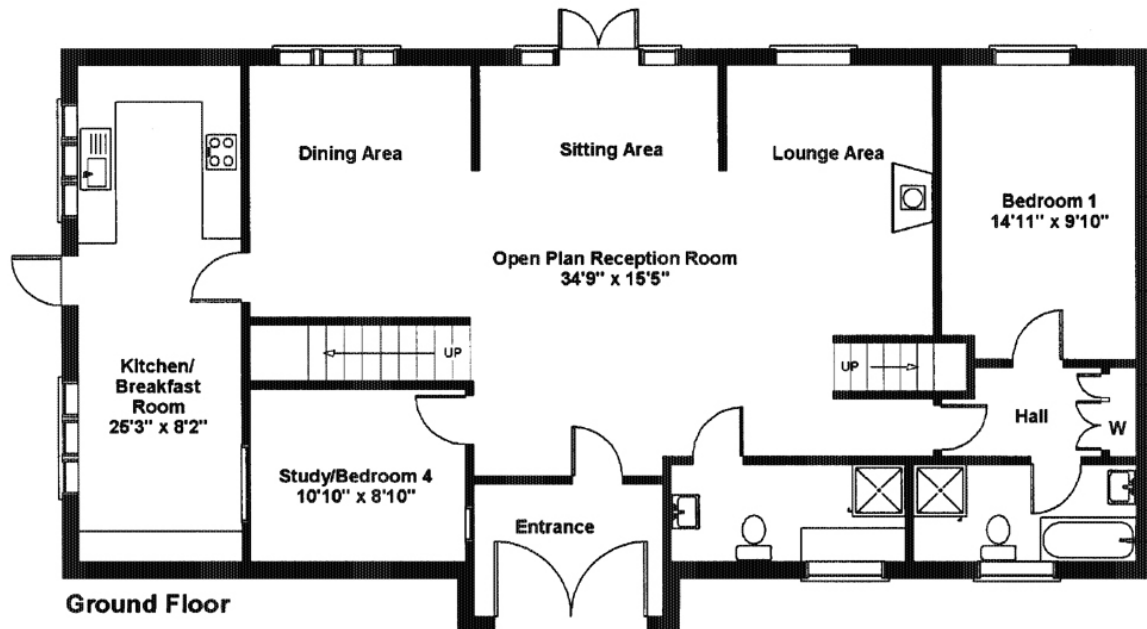 Dining Area
Sitting Area
Lounge Area
Bedroom 1
14'11" x 9'10"
Open Plan Reception Room
34'9" x 15'5"
UP
UP
Kitchen/
Breakfast
Room
25'3" x 8'2"
Hall
W
Study/Bedroom 4
10'10" x 8'10"
Entrance
Ground Floor